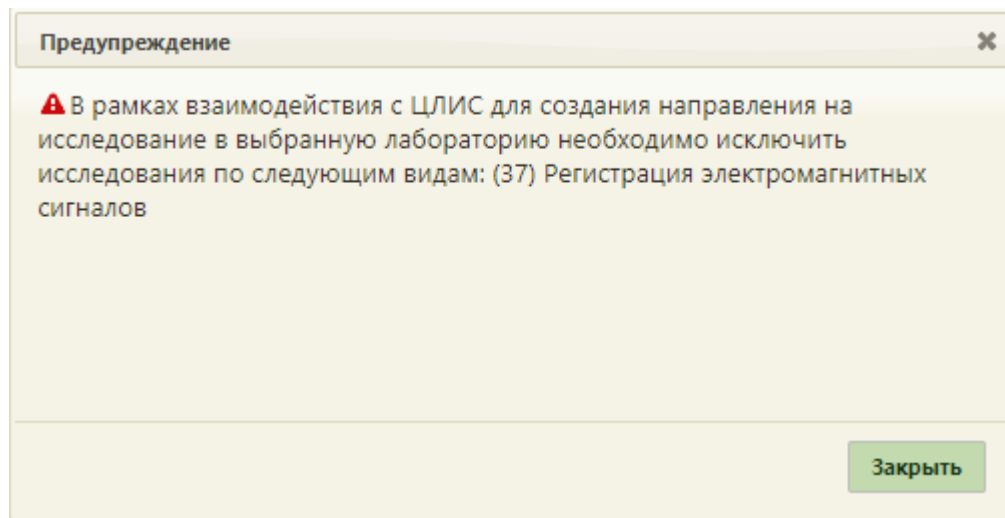 Предупреждение
В рамках взаимодействия с ЦЛИС для создания направления на
исследование в выбранную лабораторию необходимо исключить
исследования по следующим видам: (37) Регистрация электромагнитных
сигналов
Закрыть